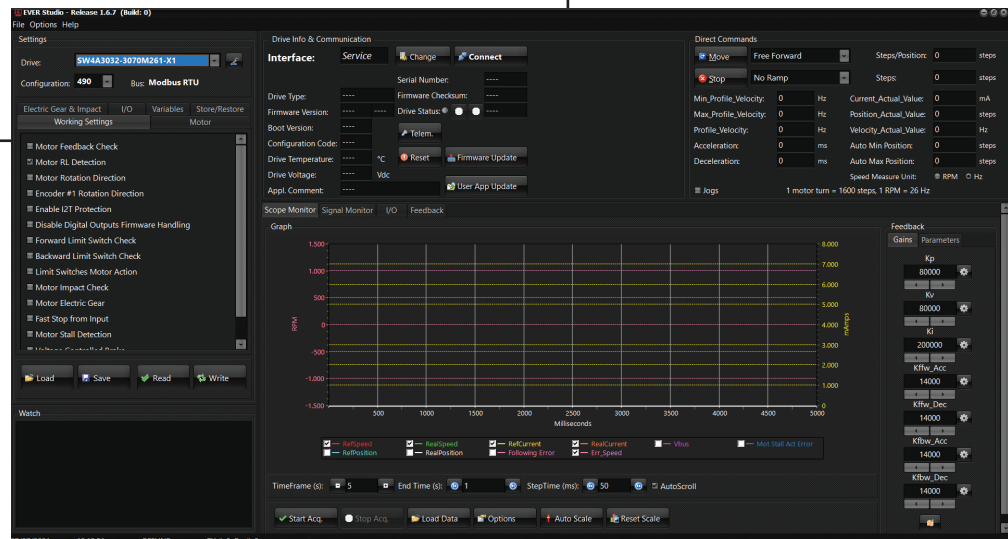 EVER Studio - Release 1.6.7 (Build: 0)
File Options Help
Settings
Drive: SW4A3032-3070M261-X1
Configuration: 490 Bus: Modbus RTU
Electric Gear & Impact I/O Variables Store/Restore
Working Settings Motor
Motor Feedback Check
Motor RL Detection
Motor Rotation Direction
Encoder #1 Rotation Direction
Enable I2T Protection
Disable Digital Outputs Firmware Handling
Forward Limit Switch Check
Backward Limit Switch Check
Limit Switches Motor Action
Motor Impact Check
Motor Electric Gear
Fast Stop from Input
Motor Stall Detection
Load Save Read Write
Watch
Drive Info & Communication
Interface: Service Change Connect
Serial Number: ----
Drive Type: ---- Firmware Checksum: ----
Firmware Version: ---- ---- Drive Status:
Boot Version: ---- Telem.
Configuration Code: ----
Drive Temperature: ---- °C Reset Firmware Update
Drive Voltage: ---- Vdc
Appl. Comment: ---- User App Update
Direct Commands
Move Free Forward Steps/Position: 0 steps
Stop No Ramp Steps: 0 steps
Min_Profile_Velocity: 0 Hz Current_Actual_Value: 0 mA
Max_Profile_Velocity: 0 Hz Position_Actual_Value: 0 steps
Profile_Velocity: 0 Hz Velocity_Actual_Value: 0 Hz
Acceleration: 0 ms Auto Min Position: 0 steps
Deceleration: 0 ms Auto Max Position: 0 steps
Speed Measure Unit: RPM Hz
Jogs 1 motor turn = 1600 steps, 1 RPM = 26 Hz
Scope Monitor Signal Monitor I/O Feedback
Graph
1.500 8.000
7.000
1.000
6.000
500
5.000
RPM 0 4.000 mAmps
3.000
-500
2.000
-1.000
1.000
-1.500 0
500 1000 1500 2000 2500 3000 3500 4000 4500 5000
Milliseconds
RefSpeed RealSpeed RefCurrent RealCurrent Vbus Mot Stall Act Error
RefPosition RealPosition Following Error Err_Speed
TimeFrame (s): 5 End Time (s): 1 StepTime (ms): 50 AutoScroll
Start Acq. Stop Acq. Load Data Options Auto Scale Reset Scale
Feedback
Gains Parameters
Kp
80000
Kv
80000
Ki
200000
Kffw_Acc
14000
Kffw_Dec
14000
Kfbw_Acc
14000
Kfbw_Dec
14000